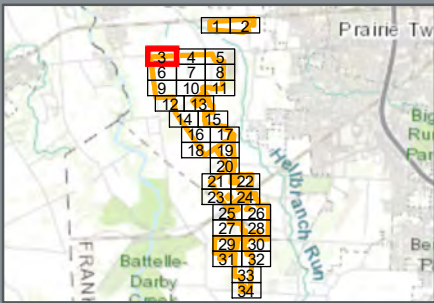 1 2
Prairie Tw
3 4 5
6 7 8
9 10 11
12 13
14 15
16 17
18 19
20
21 22
23 24
25 26
27 28
29 30
31 32
33
34
Big
Run
Par
Hellbranch Run
Battelle-
Darby
Creek
FRANK
Be
P